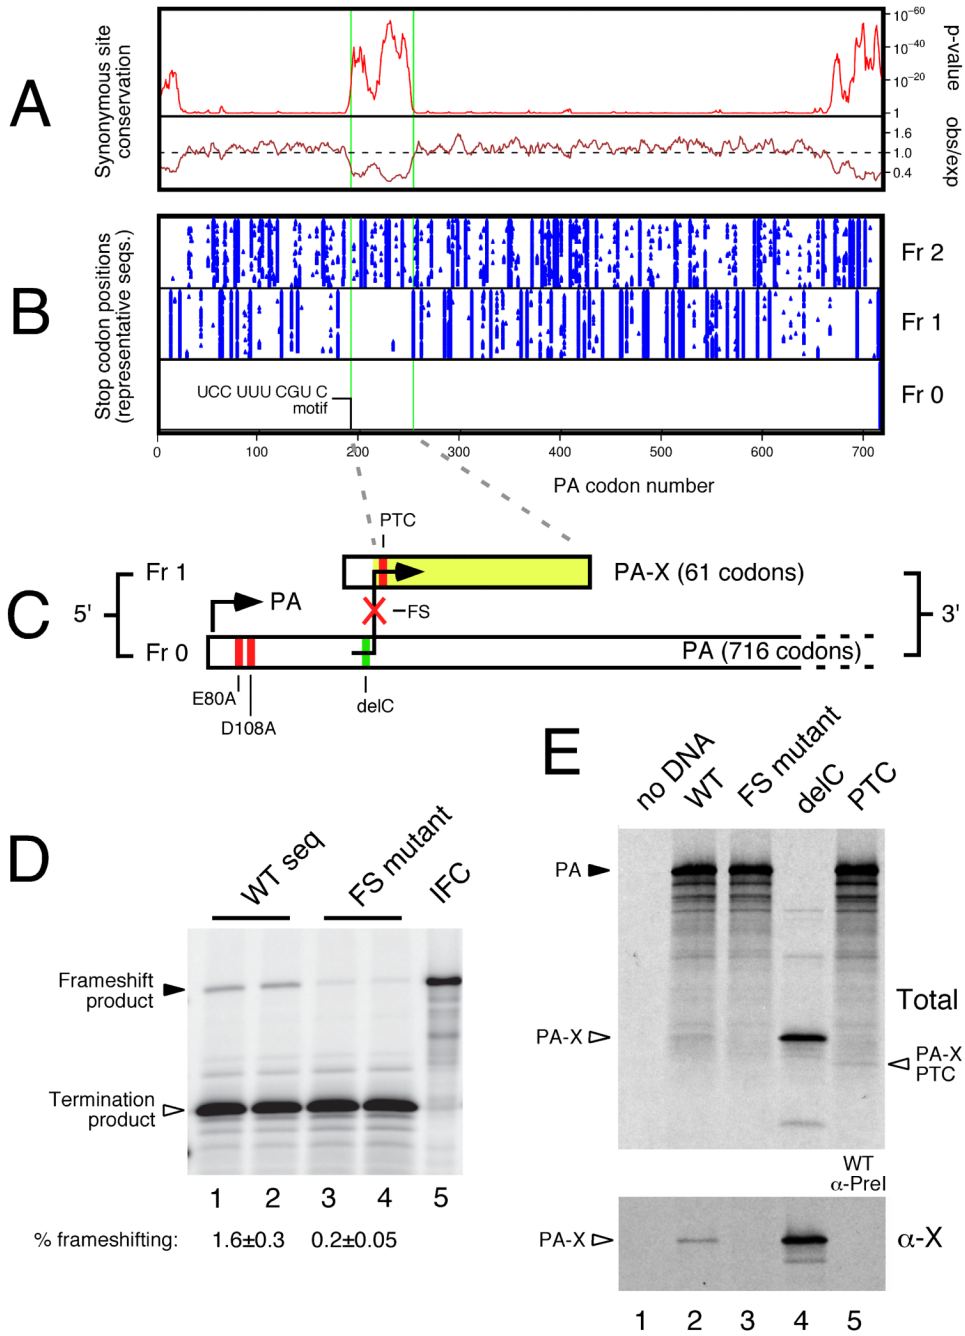 A
Synonymous site
conservation
10⁻⁶⁰
10⁻⁴⁰
10⁻²⁰
1
p-value
1.6
1.0
0.4
obs/exp
B
Stop codon positions
(representative seqs.)
Fr 2
Fr 1
Fr 0
UCC UUU CGU C
motif
0
100
200
300
400
500
600
700
PA codon number
C
5'
Fr 1
Fr 0
PTC
PA-X (61 codons)
PA
FS
PA (716 codons)
3'
E80A
D108A
delC
D
WT seq
FS mutant
IFC
Frameshift
product
Termination
product
1 2 3 4 5
% frameshifting: 1.6±0.3 0.2±0.05
E
no DNA
WT
FS mutant
delC
PTC
PA
Total
PA-X
PA-X
PTC
WT
α-PreI
PA-X
α-X
1 2 3 4 5